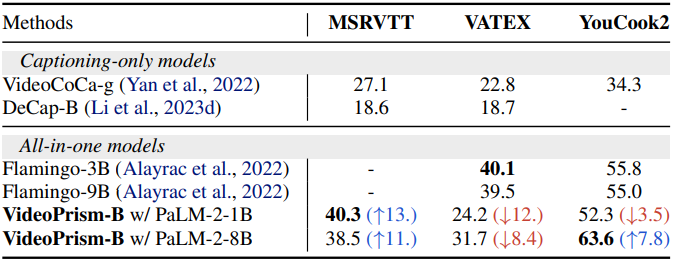 Methods MSRVTT VATEX YouCook2
Captioning-only models
VideoCoCa-g (Yan et al., 2022) 27.1 22.8 34.3
DeCap-B (Li et al., 2023d) 18.6 18.7 -
All-in-one models
Flamingo-3B (Alayrac et al., 2022) - 40.1 55.8
Flamingo-9B (Alayrac et al., 2022) - 39.5 55.0
VideoPrism-B w/ PaLM-2-1B 40.3 (↑13.) 24.2 (↓12.) 52.3 (↓3.5)
VideoPrism-B w/ PaLM-2-8B 38.5 (↑11.) 31.7 (↓8.4) 63.6 (↑7.8)